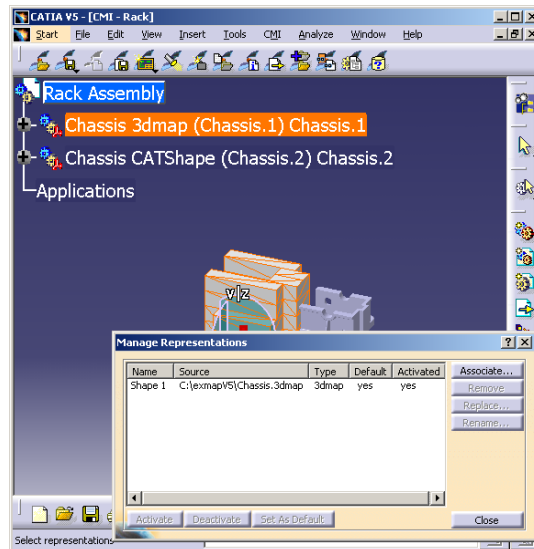 CATIA V5 - [CMI - Rack]
Start File Edit View Insert Tools CMI Analyze Window Help
Rack Assembly
Chassis 3dmap (Chassis.1) Chassis.1
Chassis CATShape (Chassis.2) Chassis.2
Applications
v|z
Manage Representations
Name Source Type Default Activated
Shape 1 C:\exmapV5\Chassis.3dmap 3dmap yes yes
Associate...
Remove
Replace...
Rename...
Activate Deactivate Set As Default Close
Select representations